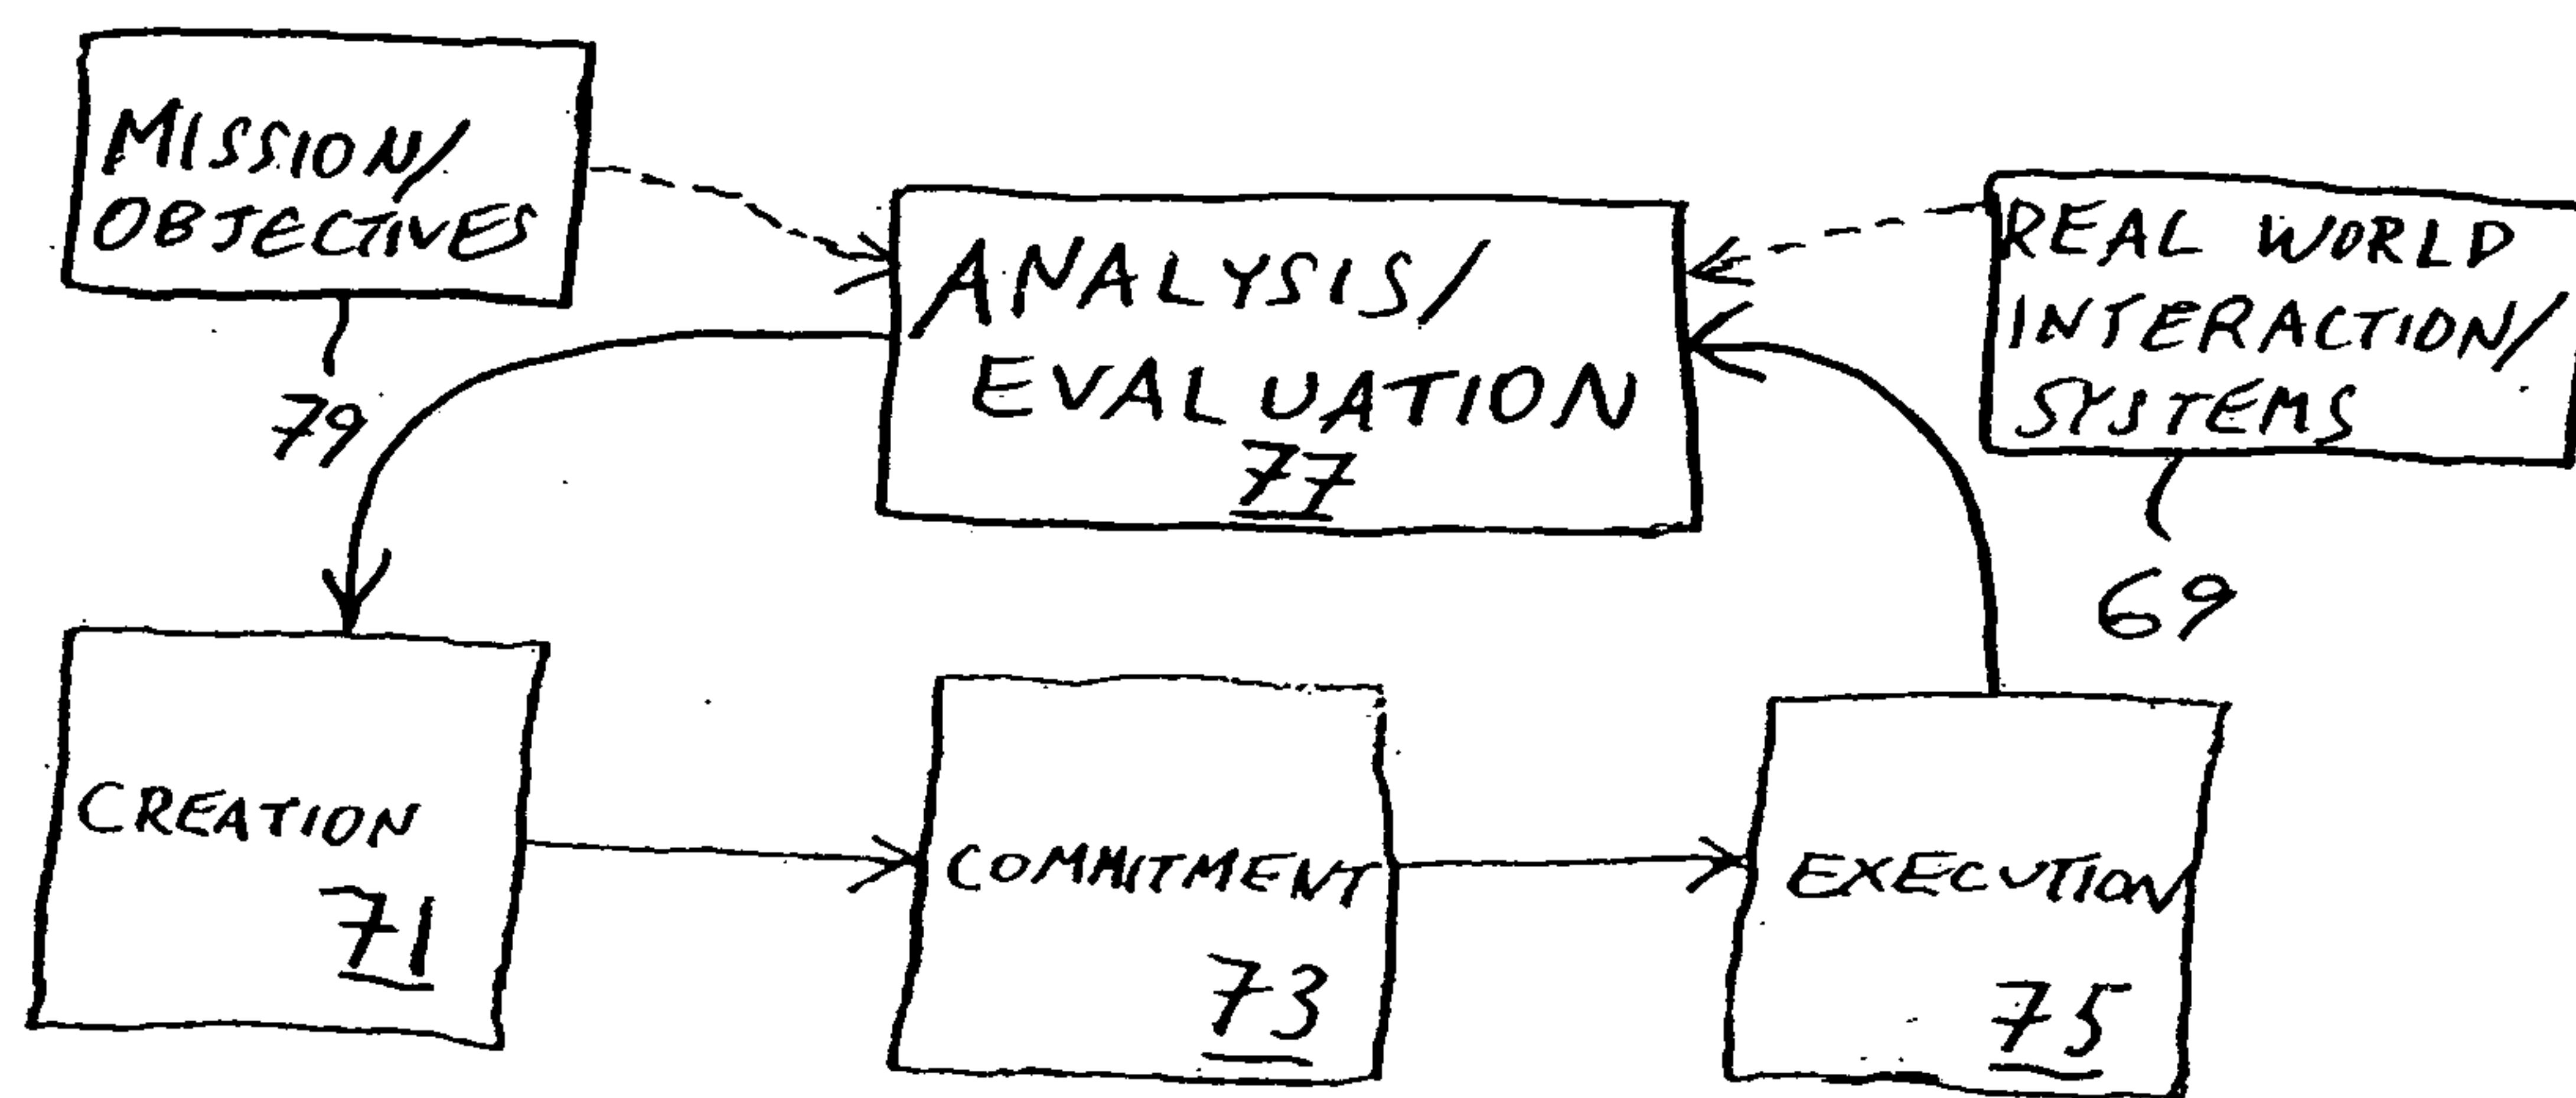 MISSION/
OBJECTIVES
79
ANALYSIS/
EVALUATION
77
REAL WORLD
INTERACTION/
SYSTEMS
69
CREATION
71
COMMITMENT
73
EXECUTION
75